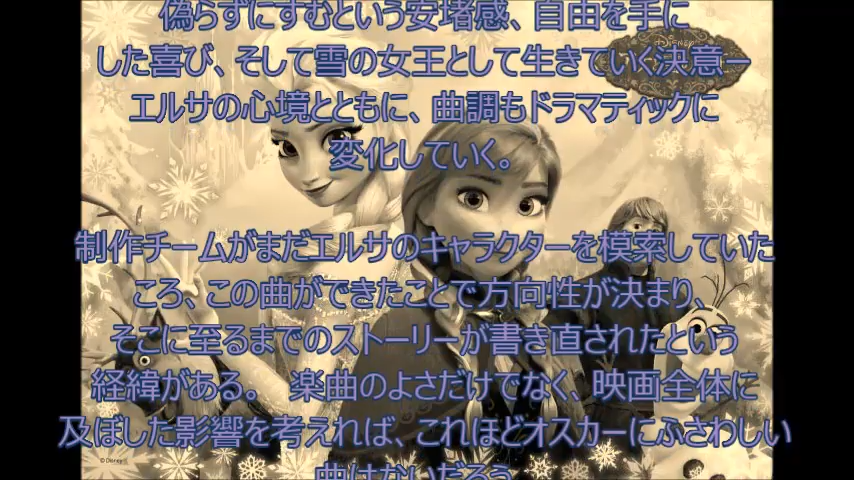 偽らずにすむという安堵感、自由を手に
した喜び、そして雪の女王として生きていく決意ー
エルサの心境とともに、曲調もドラマティックに
変化していく。
制作チームがまだエルサのキャラクターを模索していた
ころ、この曲ができたことで方向性が決まり、
そこに至るまでのストーリーが書き直されたという
経緯がある。 楽曲のよさだけでなく、映画全体に
及ぼした影響を考えれば、これほどオスカーにふさわしい
曲はないだろう
© Disney